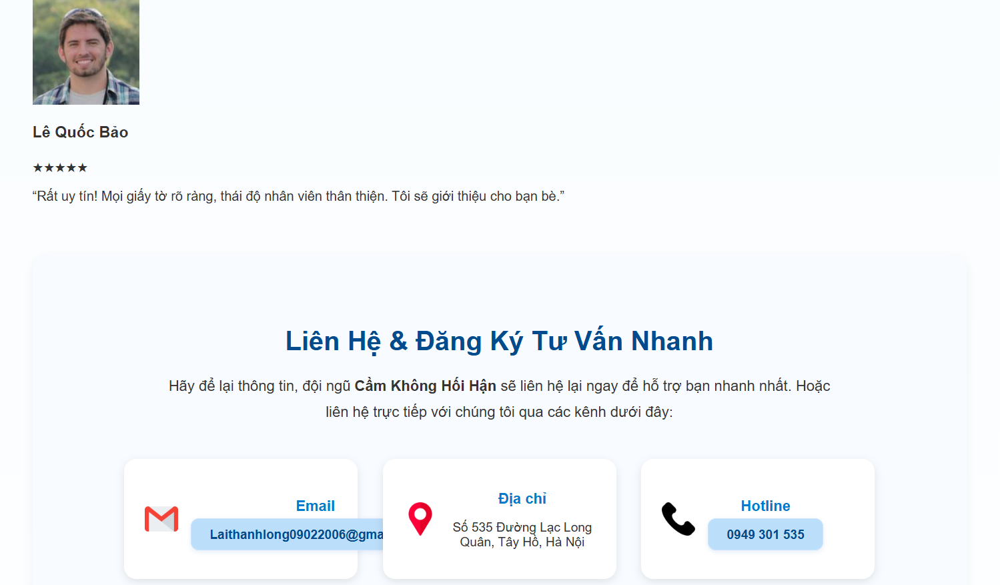 Lê Quốc Bảo
★★★★★
“Rất uy tín! Mọi giấy tờ rõ ràng, thái độ nhân viên thân thiện. Tôi sẽ giới thiệu cho bạn bè.”
Liên Hệ & Đăng Ký Tư Vấn Nhanh
Hãy để lại thông tin, đội ngũ Cầm Không Hối Hận sẽ liên hệ lại ngay để hỗ trợ bạn nhanh nhất. Hoặc
liên hệ trực tiếp với chúng tôi qua các kênh dưới đây:
Email
Laithanhlong09022006@gma
Địa chỉ
Số 535 Đường Lạc Long
Quân, Tây Hồ, Hà Nội
Hotline
0949 301 535